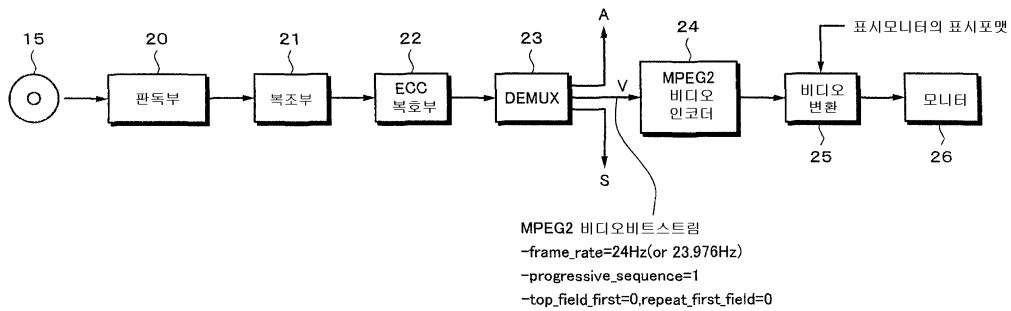 15
20
판독부
21
복조부
22
ECC
복호부
23
DEMUX
A
V
S
24
MPEG2
비디오
인코더
표시모니터의 표시포맷
비디오
변환
25
모니터
26
MPEG2 비디오비트스트림
-frame_rate=24Hz(or 23.976Hz)
-progressive_sequence=1
-top_field_first=0,repeat_first_field=0